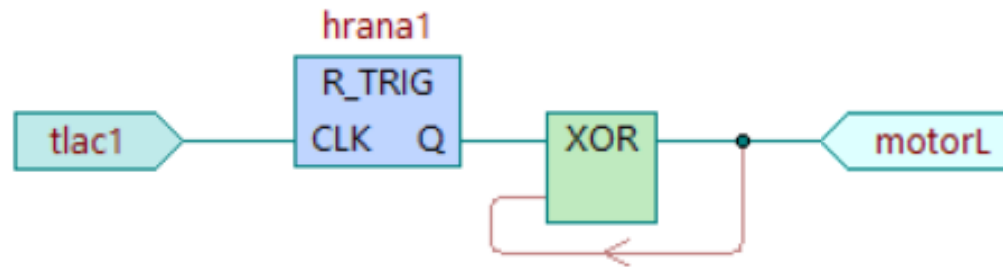 hrana1
R_TRIG
tlac1
CLK Q
XOR
motorL